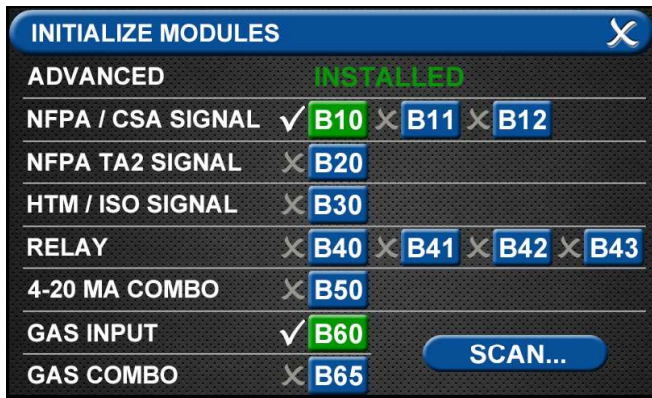 INITIALIZE MODULES
ADVANCED INSTALLED
NFPA / CSA SIGNAL B10 B11 B12
NFPA TA2 SIGNAL B20
HTM / ISO SIGNAL B30
RELAY B40 B41 B42 B43
4-20 MA COMBO B50
GAS INPUT B60
SCAN...
GAS COMBO B65